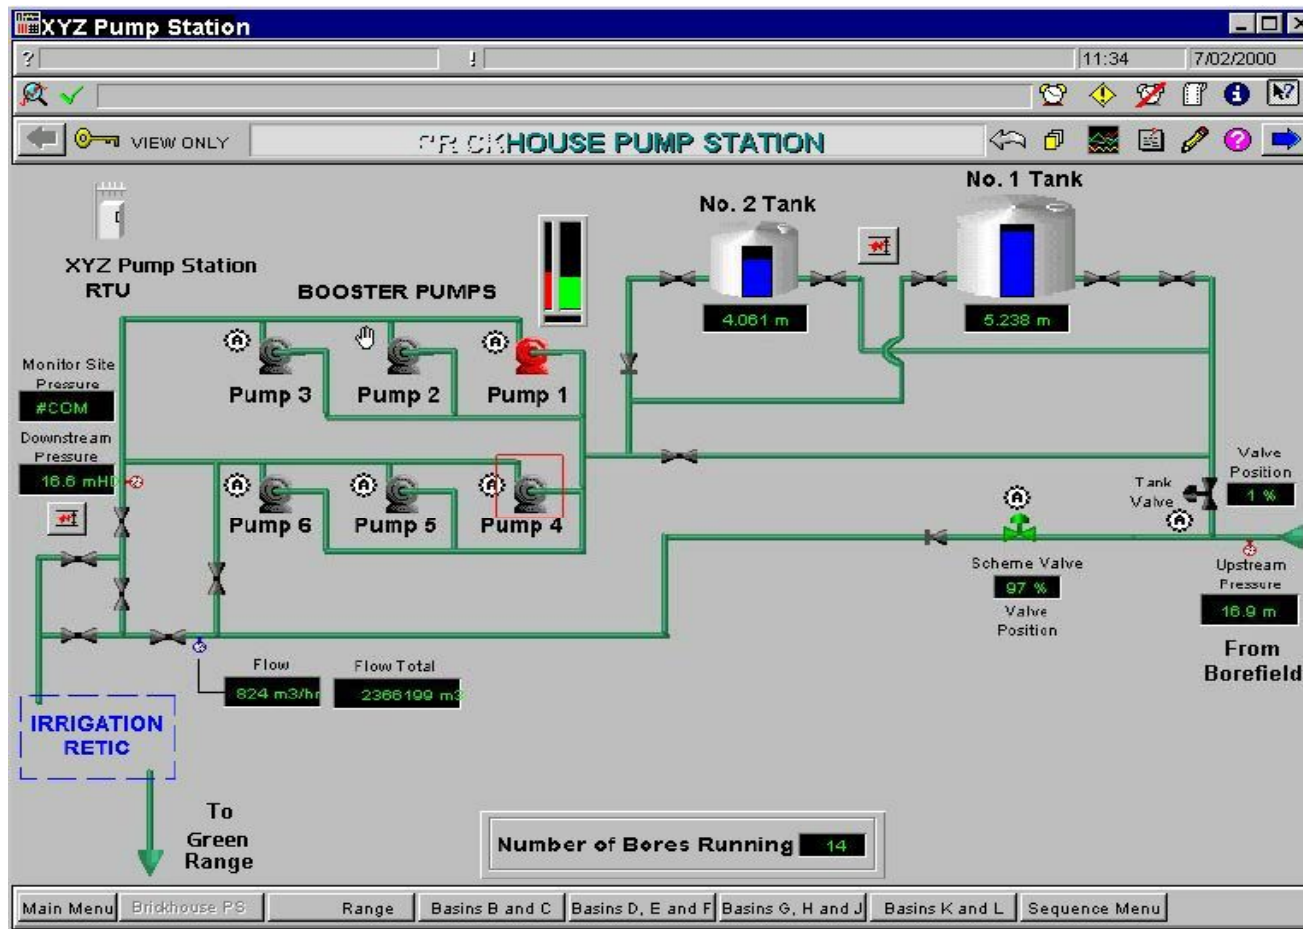 XYZ Pump Station
? ! 11:34 7/02/2000
VIEW ONLY HOUSE PUMP STATION
No. 1 Tank
No. 2 Tank
XYZ Pump Station
RTU
BOOSTER PUMPS
4.061 m 5.238 m
A A
Monitor Site
Pressure
#COM
Pump 3 Pump 2 Pump 1
Downstream
Pressure
16.6 mHD
A A A
Pump 6 Pump 5 Pump 4
Valve
Position
1 %
Tank
Valve
A
A
Scheme Valve
97 %
Valve
Position
Upstream
Pressure
16.9 m
From
Borefield
Flow Flow Total
824 m3/hr 2366199 m3
IRRIGATION
RETIC
To
Green
Range
Number of Bores Running 14
Main Menu Brickhouse PS Range Basins B and C Basins D, E and F Basins G, H and J Basins K and L Sequence Menu